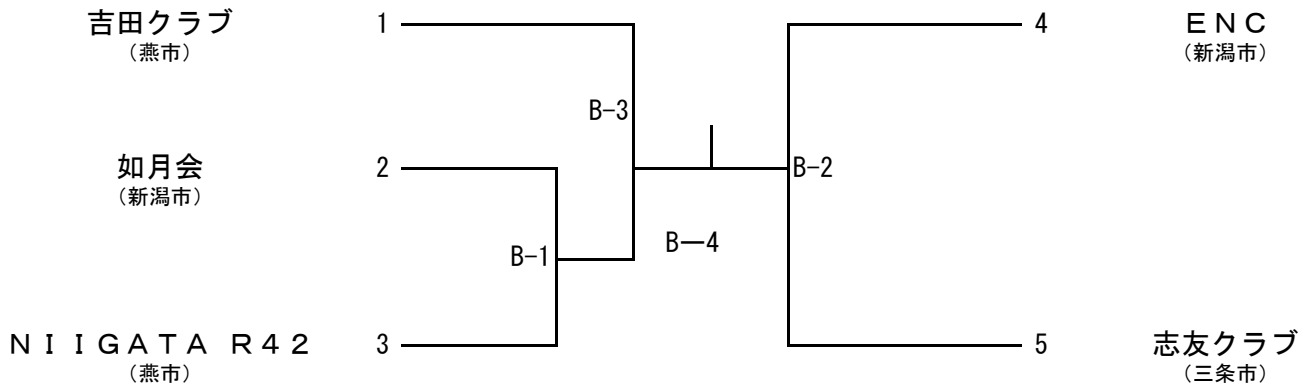 吉田クラブ 1 4 ＥＮＣ
（燕市） （新潟市）
B-3
如月会 2 B-2
（新潟市）
B-1 B—4
ＮＩＩＧＡＴＡ Ｒ４２ 3 5 志友クラブ
（燕市） （三条市）